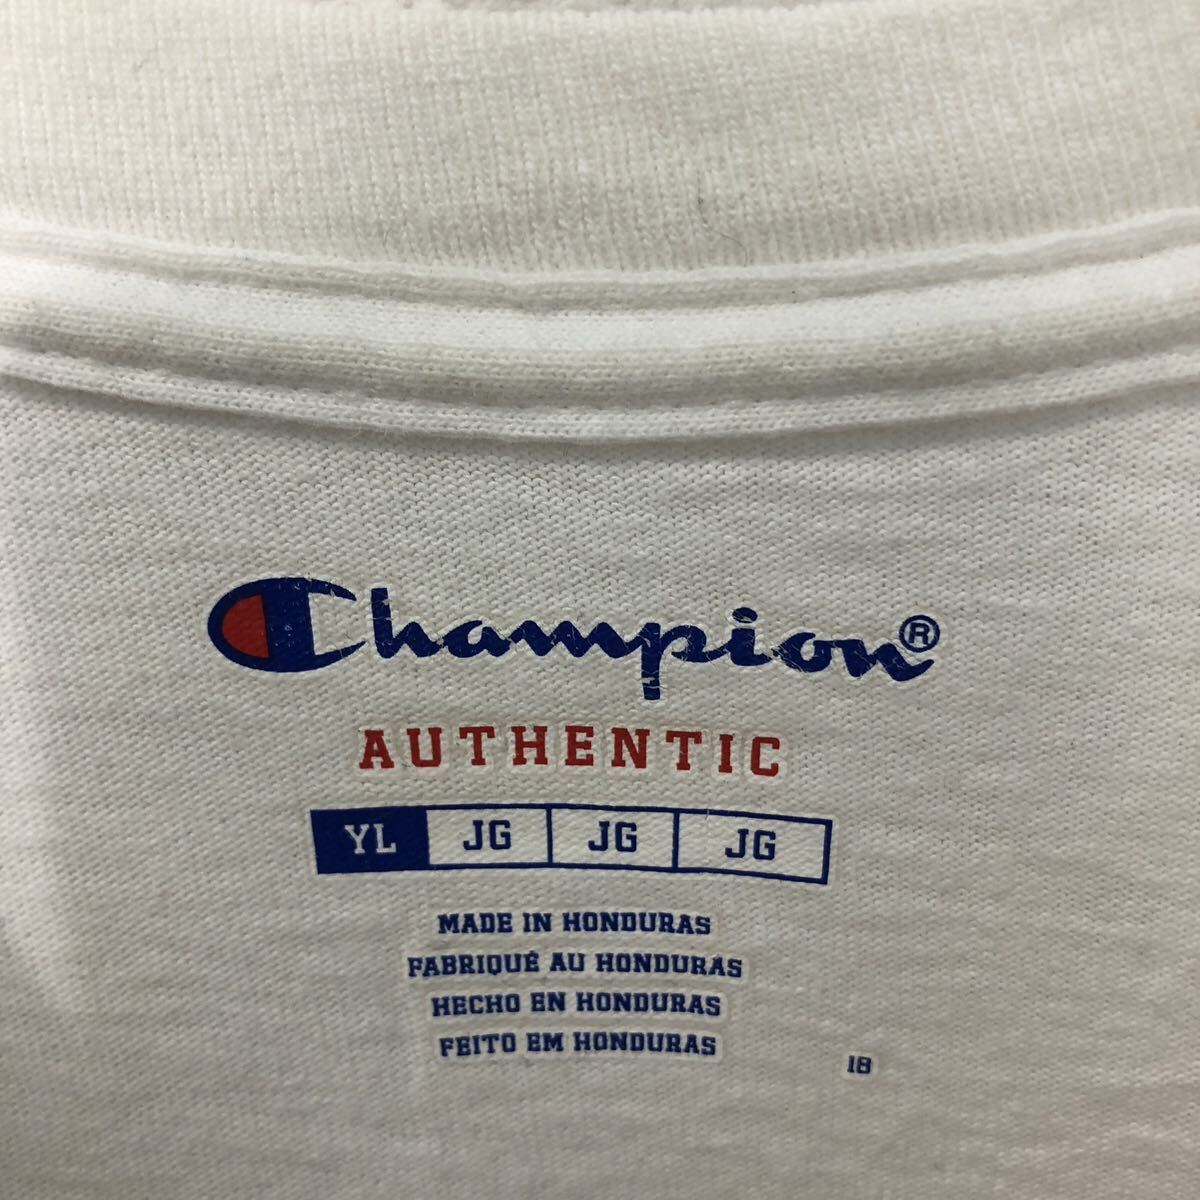 Champion®
AUTHENTIC
YL JG JG JG
MADE IN HONDURAS
FABRIQUÉ AU HONDURAS
HECHO EN HONDURAS
FEITO EM HONDURAS
18